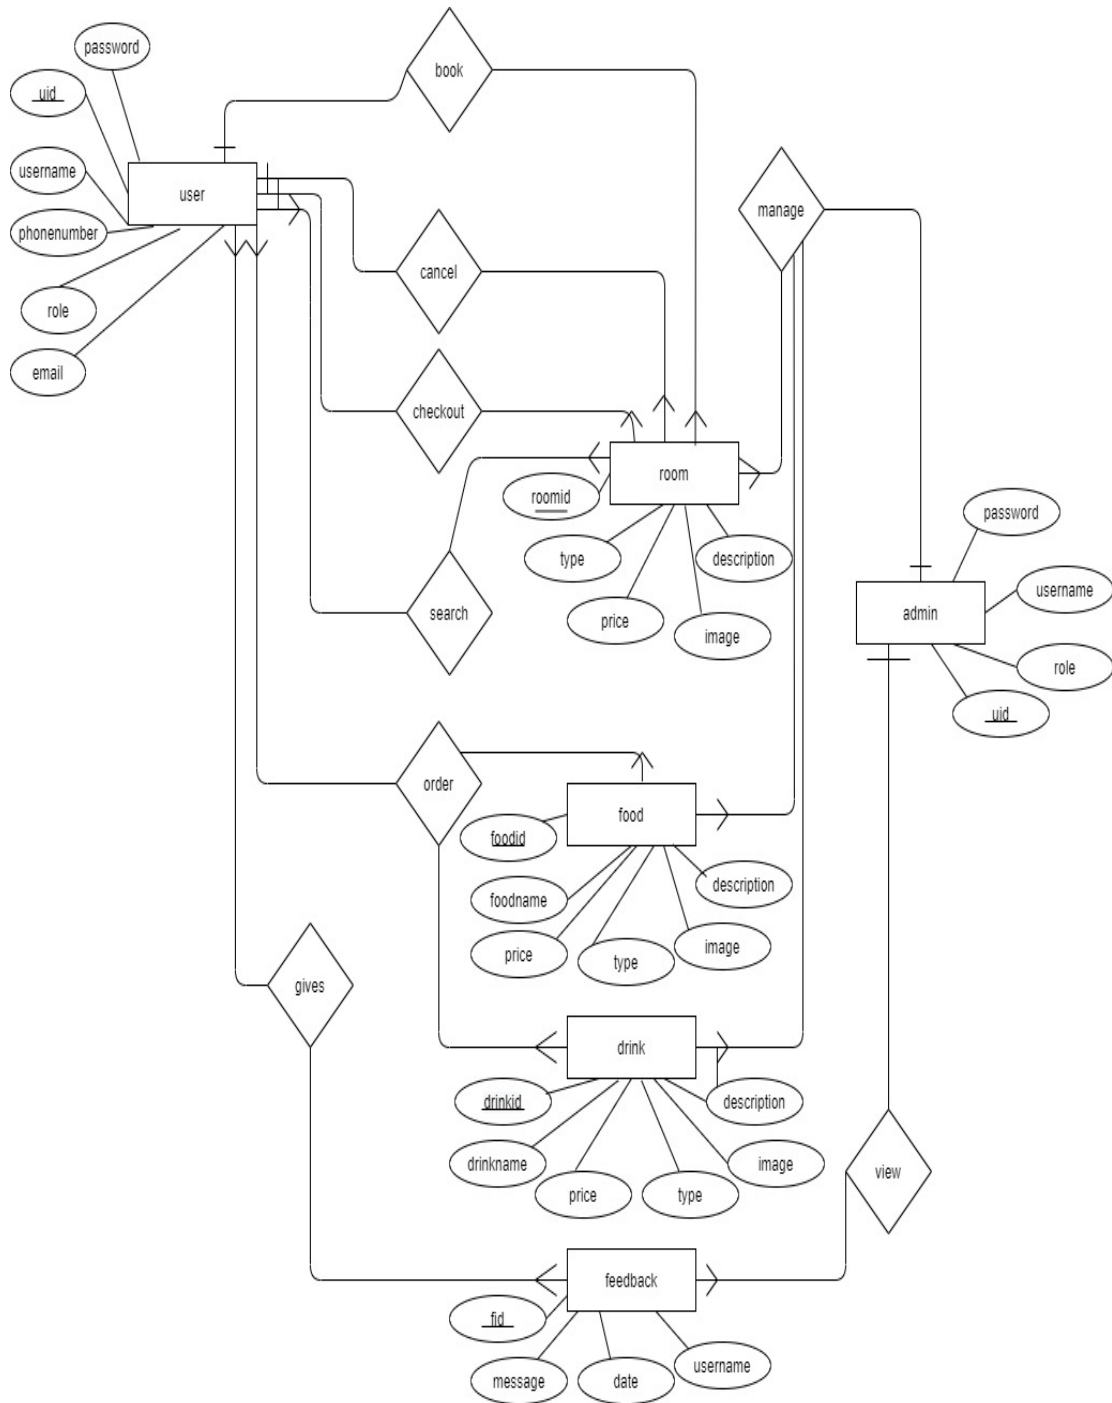 password
book
uid
username
user
manage
phonenumber
cancel
role
email
checkout
room
roomid
password
type
description
username
search
price
admin
image
role
uid
order
food
foodid
description
foodname
image
price
type
gives
drink
drinkid
description
drinkname
image
view
price
type
feedback
fid
username
message
date